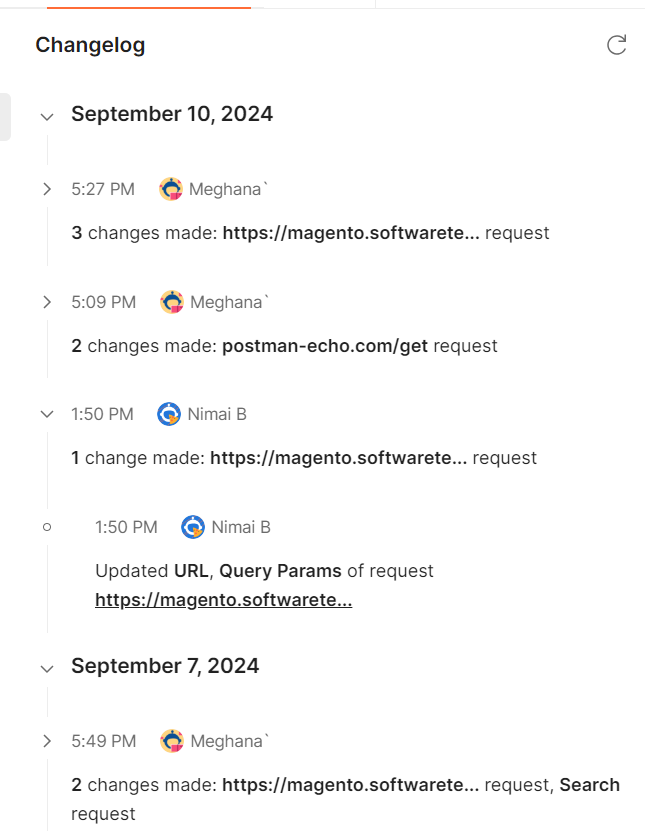 Changelog
September 10, 2024
5:27 PM Meghana`
3 changes made: https://magento.softwarete... request
5:09 PM Meghana`
2 changes made: postman-echo.com/get request
1:50 PM Nimai B
1 change made: https://magento.softwarete... request
1:50 PM Nimai B
Updated URL, Query Params of request
https://magento.softwarete...
September 7, 2024
5:49 PM Meghana`
2 changes made: https://magento.softwarete... request, Search
request